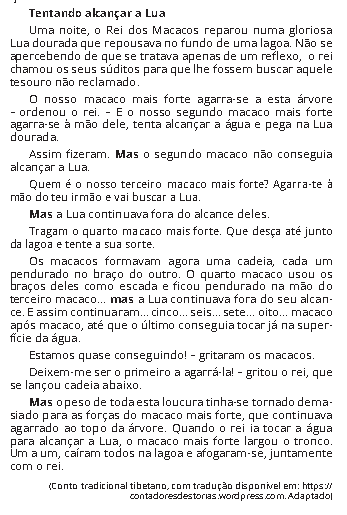 Tentando alcançar a Lua
Uma noite, o Rei dos Macacos reparou numa gloriosa
Lua dourada que repousava no fundo de uma lagoa. Não se
apercebendo de que se tratava apenas de um reflexo, o rei
chamou os seus súditos para que lhe fossem buscar aquele
tesouro não reclamado.
O nosso macaco mais forte agarra-se a esta árvore
– ordenou o rei. – E o nosso segundo macaco mais forte
agarra-se à mão dele, tenta alcançar a água e pega na Lua
dourada.
Assim fizeram. Mas o segundo macaco não conseguia
alcançar a Lua.
Quem é o nosso terceiro macaco mais forte? Agarra-te à
mão do teu irmão e vai buscar a Lua.
Mas a Lua continuava fora do alcance deles.
Tragam o quarto macaco mais forte. Que desça até junto
da lagoa e tente a sua sorte.
Os macacos formavam agora uma cadeia, cada um
pendurado no braço do outro. O quarto macaco usou os
braços deles como escada e ficou pendurado na mão do
terceiro macaco... mas a Lua continuava fora do seu alcan-
ce. E assim continuaram... cinco... seis... sete... oito... macaco
após macaco, até que o último conseguia tocar já na super-
fície da água.
Estamos quase conseguindo! – gritaram os macacos.
Deixem-me ser o primeiro a agarrá-la! – gritou o rei, que
se lançou cadeia abaixo.
Mas o peso de toda esta loucura tinha-se tornado dema-
siado para as forças do macaco mais forte, que continuava
agarrado ao topo da árvore. Quando o rei ia tocar a água
para alcançar a Lua, o macaco mais forte largou o tronco.
Um a um, caíram todos na lagoa e afogaram-se, juntamente
com o rei.
(Conto tradicional tibetano, com tradução disponível em: https://
contadoresdestorias.wordpress.com. Adaptado)